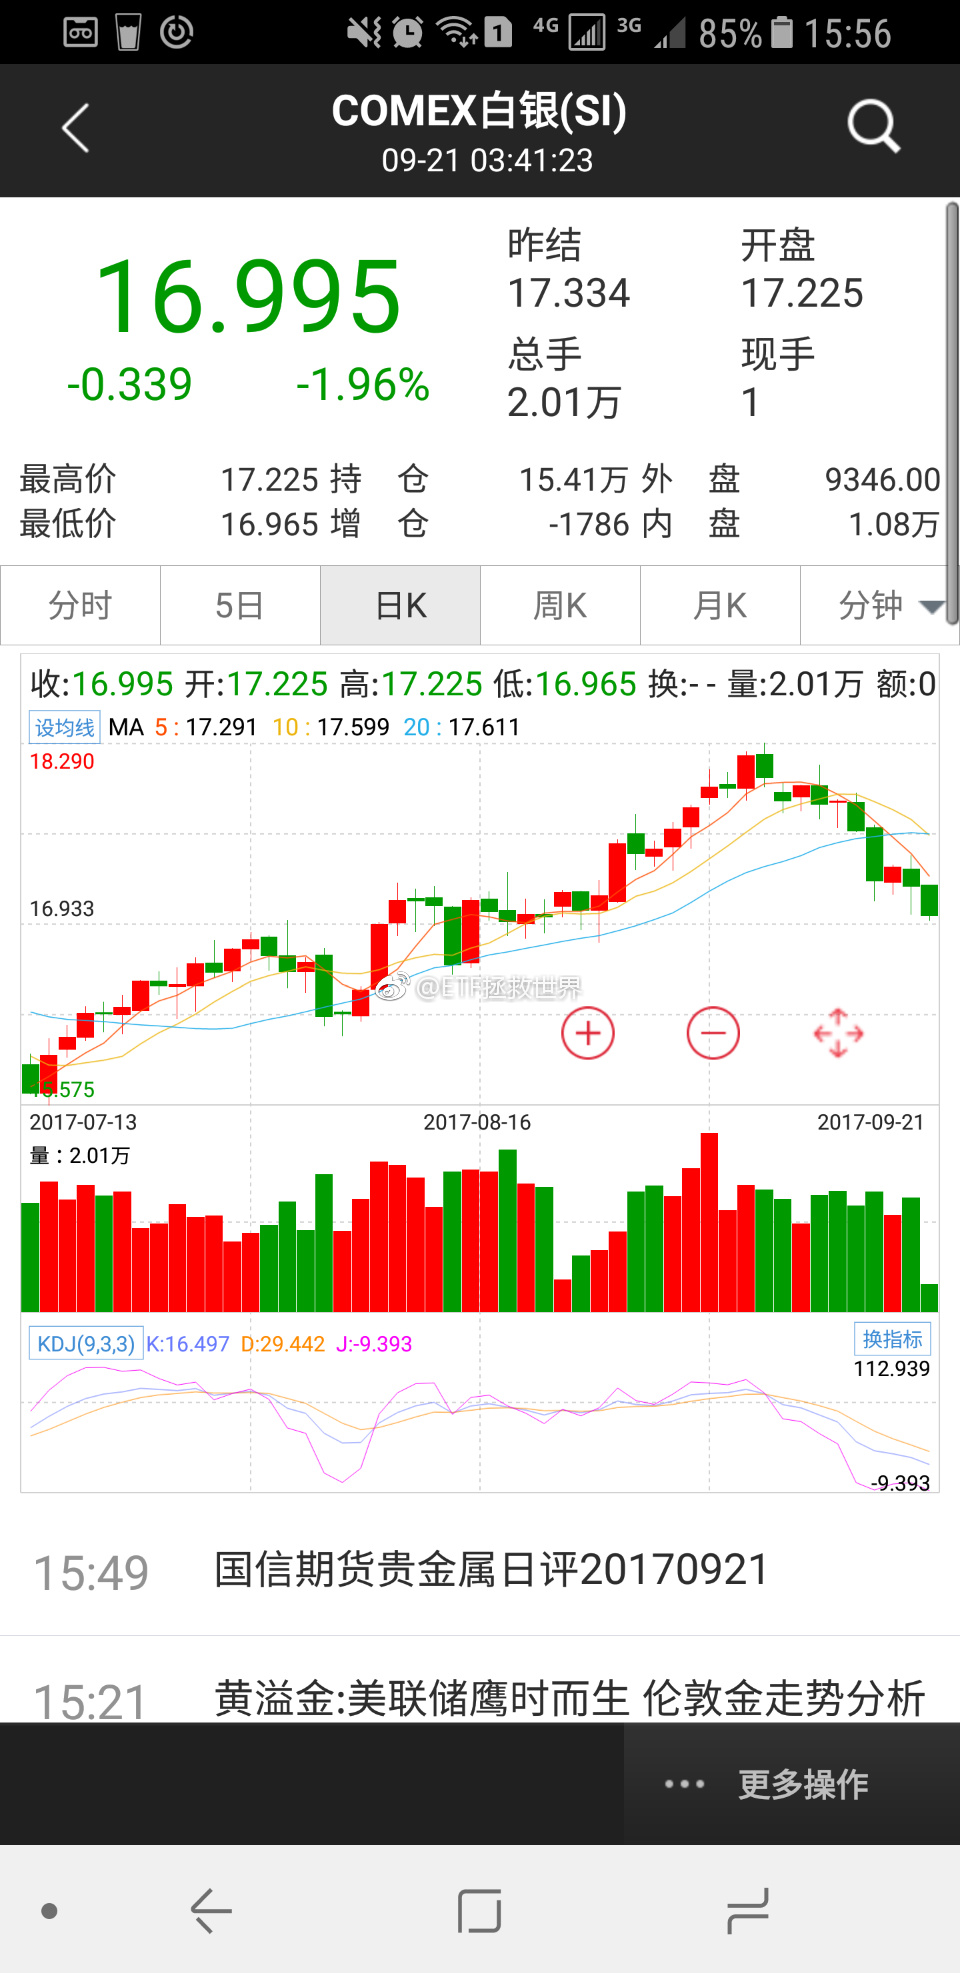 1 4G 3G 85% 15:56
COMEX白银(SI)
09-21 03:41:23
16.995
-0.339 -1.96%
昨结 开盘
17.334 17.225
总手 现手
2.01万 1
最高价 17.225 持 仓 15.41万 外 盘 9346.00
最低价 16.965 增 仓 -1786 内 盘 1.08万
分时 5日 日K 周K 月K 分钟
收:16.995 开:17.225 高:17.225 低:16.965 换:-- 量:2.01万 额:0
设均线 MA 5:17.291 10:17.599 20:17.611
18.290
16.933
@ETF拯救世界
15.575
2017-07-13 2017-08-16 2017-09-21
量:2.01万
KDJ(9,3,3) K:16.497 D:29.442 J:-9.393 换指标
112.939
-9.393
15:49 国信期货贵金属日评20170921
15:21 黄溢金:美联储鹰时而生 伦敦金走势分析
更多操作